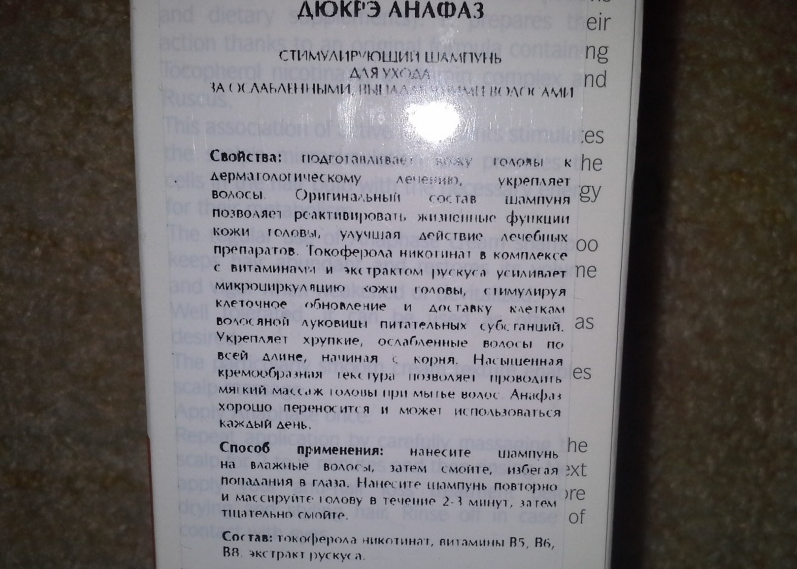 ДЮКРЭ АНАФАЗ
СТИМУЛИРУЮЩИЙ ШАМПУНЬ
ДЛЯ УХОДА
ЗА ОСЛАБЛЕННЫМИ, ВЫПАДАЮЩИМИ ВОЛОСАМИ
Свойства: подготавливает кожу головы к
дерматологическому лечению, укрепляет
волосы. Оригинальный состав шампуня
позволяет реактивировать жизненные функции
кожи головы, улучшая действие лечебных
препаратов. Токоферола никотинат в комплексе
с витаминами и экстрактом рускуса усиливает
микроциркуляцию кожи головы, стимулируя
клеточное обновление и доставку клеткам
волосяной луковицы питательных субстанций.
Укрепляет хрупкие, ослабленные волосы по
всей длине, начиная с корня. Насыщенная
кремообразная текстура позволяет проводить
мягкий массаж головы при мытье волос. Анафаз
хорошо переносится и может использоваться
каждый день.
Способ применения: нанесите шампунь
на влажные волосы, затем смойте, избегая
попадания в глаза. Нанесите шампунь повторно
и массируйте голову в течение 2-3 минут, затем
тщательно смойте.
Состав: токоферола никотинат, витамины В5, В6,
В8, экстракт рускуса.